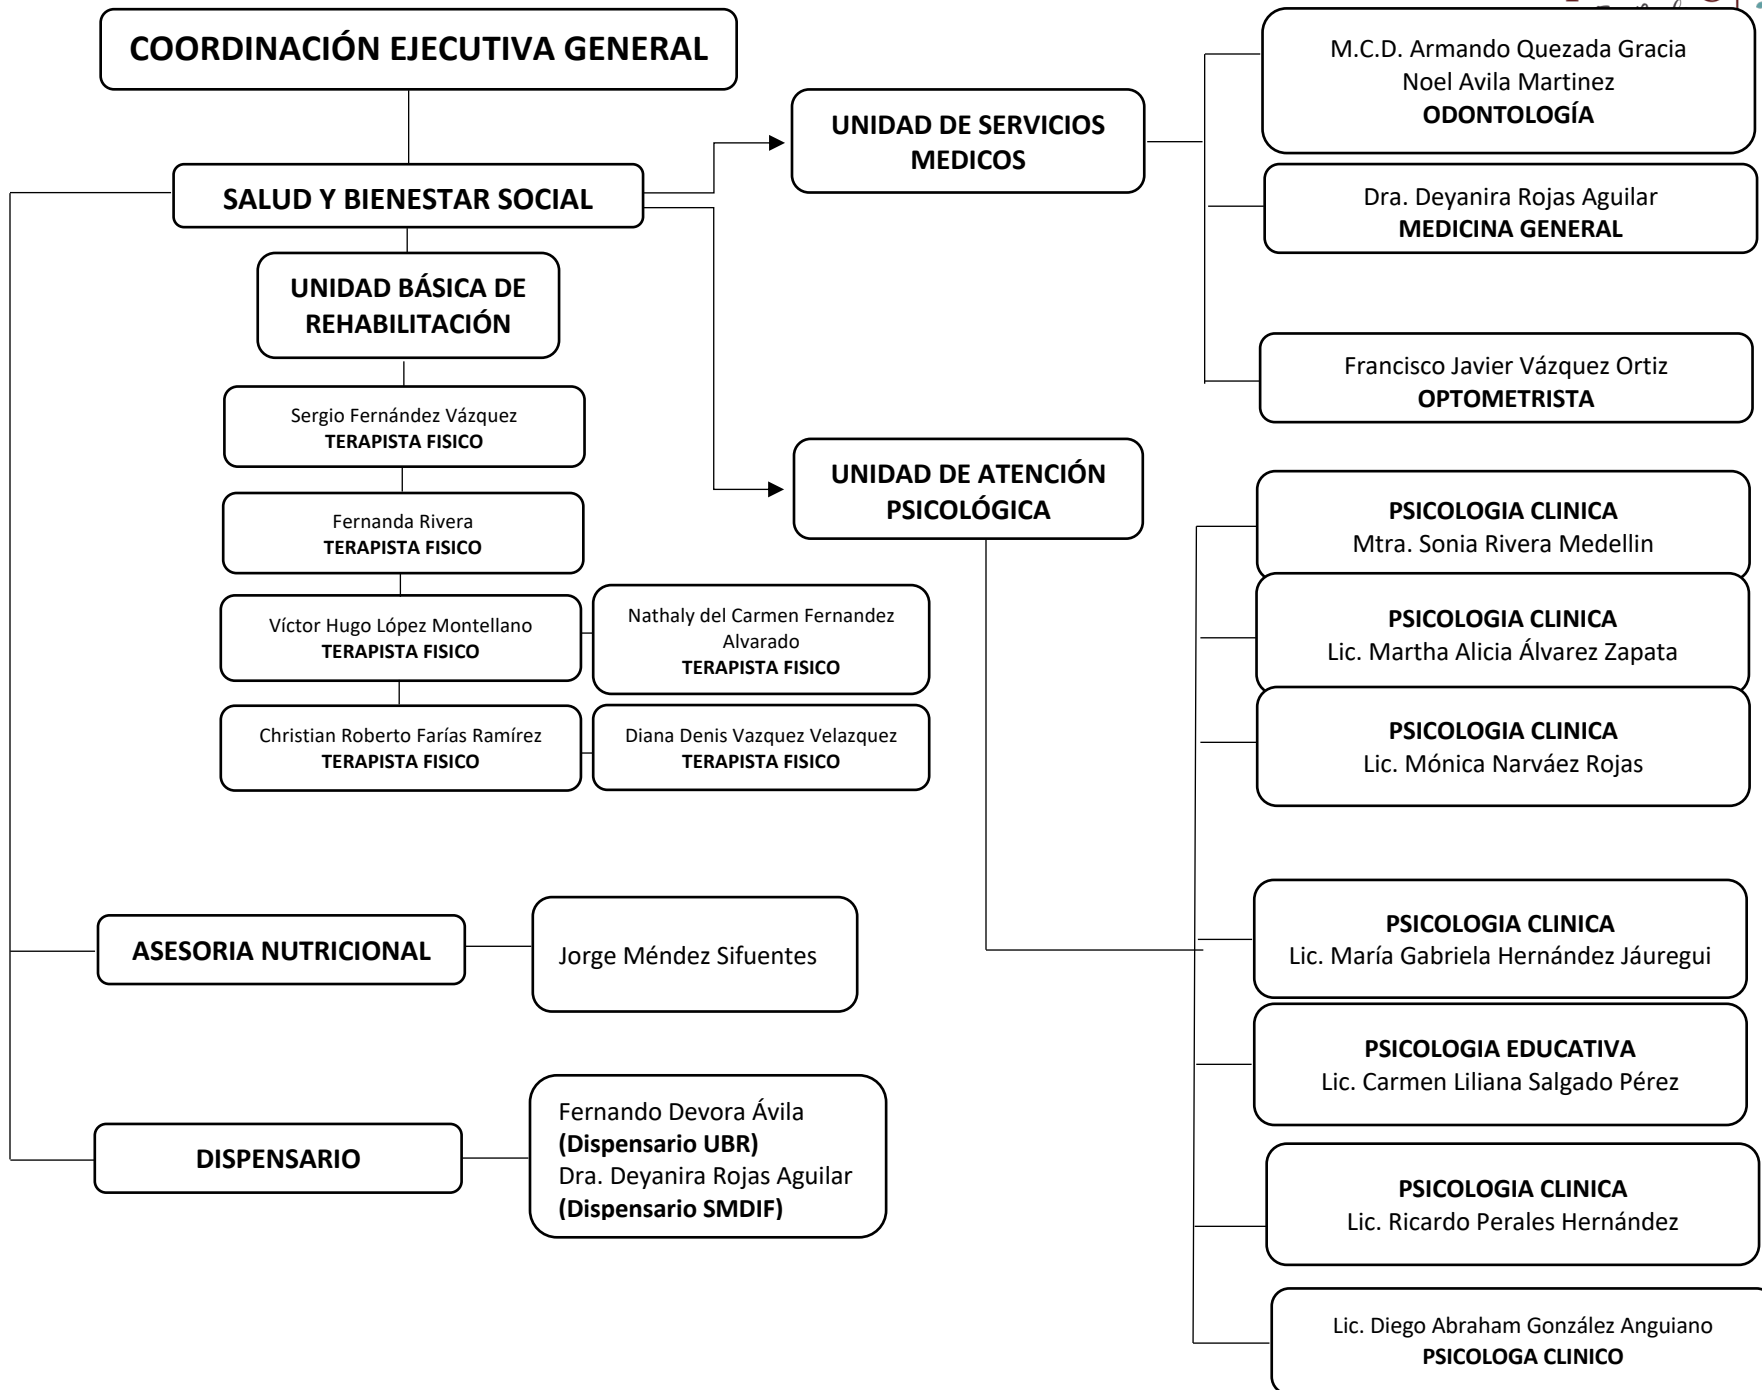 COORDINACIÓN EJECUTIVA GENERAL
SALUD Y BIENESTAR SOCIAL
UNIDAD BÁSICA DE
REHABILITACIÓN
Sergio Fernández Vázquez
TERAPISTA FISICO
Fernanda Rivera
TERAPISTA FISICO
Víctor Hugo López Montellano
TERAPISTA FISICO
Nathaly del Carmen Fernandez
Alvarado
TERAPISTA FISICO
Christian Roberto Farías Ramírez
TERAPISTA FISICO
Diana Denis Vazquez Velazquez
TERAPISTA FISICO
ASESORIA NUTRICIONAL
Jorge Méndez Sifuentes
DISPENSARIO
Fernando Devora Ávila
(Dispensario UBR)
Dra. Deyanira Rojas Aguilar
(Dispensario SMDIF)
UNIDAD DE SERVICIOS
MEDICOS
M.C.D. Armando Quezada Gracia
Noel Avila Martinez
ODONTOLOGÍA
Dra. Deyanira Rojas Aguilar
MEDICINA GENERAL
Francisco Javier Vázquez Ortiz
OPTOMETRISTA
UNIDAD DE ATENCIÓN
PSICOLÓGICA
PSICOLOGIA CLINICA
Mtra. Sonia Rivera Medellin
PSICOLOGIA CLINICA
Lic. Martha Alicia Álvarez Zapata
PSICOLOGIA CLINICA
Lic. Mónica Narváez Rojas
PSICOLOGIA CLINICA
Lic. María Gabriela Hernández Jáuregui
PSICOLOGIA EDUCATIVA
Lic. Carmen Liliana Salgado Pérez
PSICOLOGIA CLINICA
Lic. Ricardo Perales Hernández
Lic. Diego Abraham González Anguiano
PSICOLOGA CLINICO